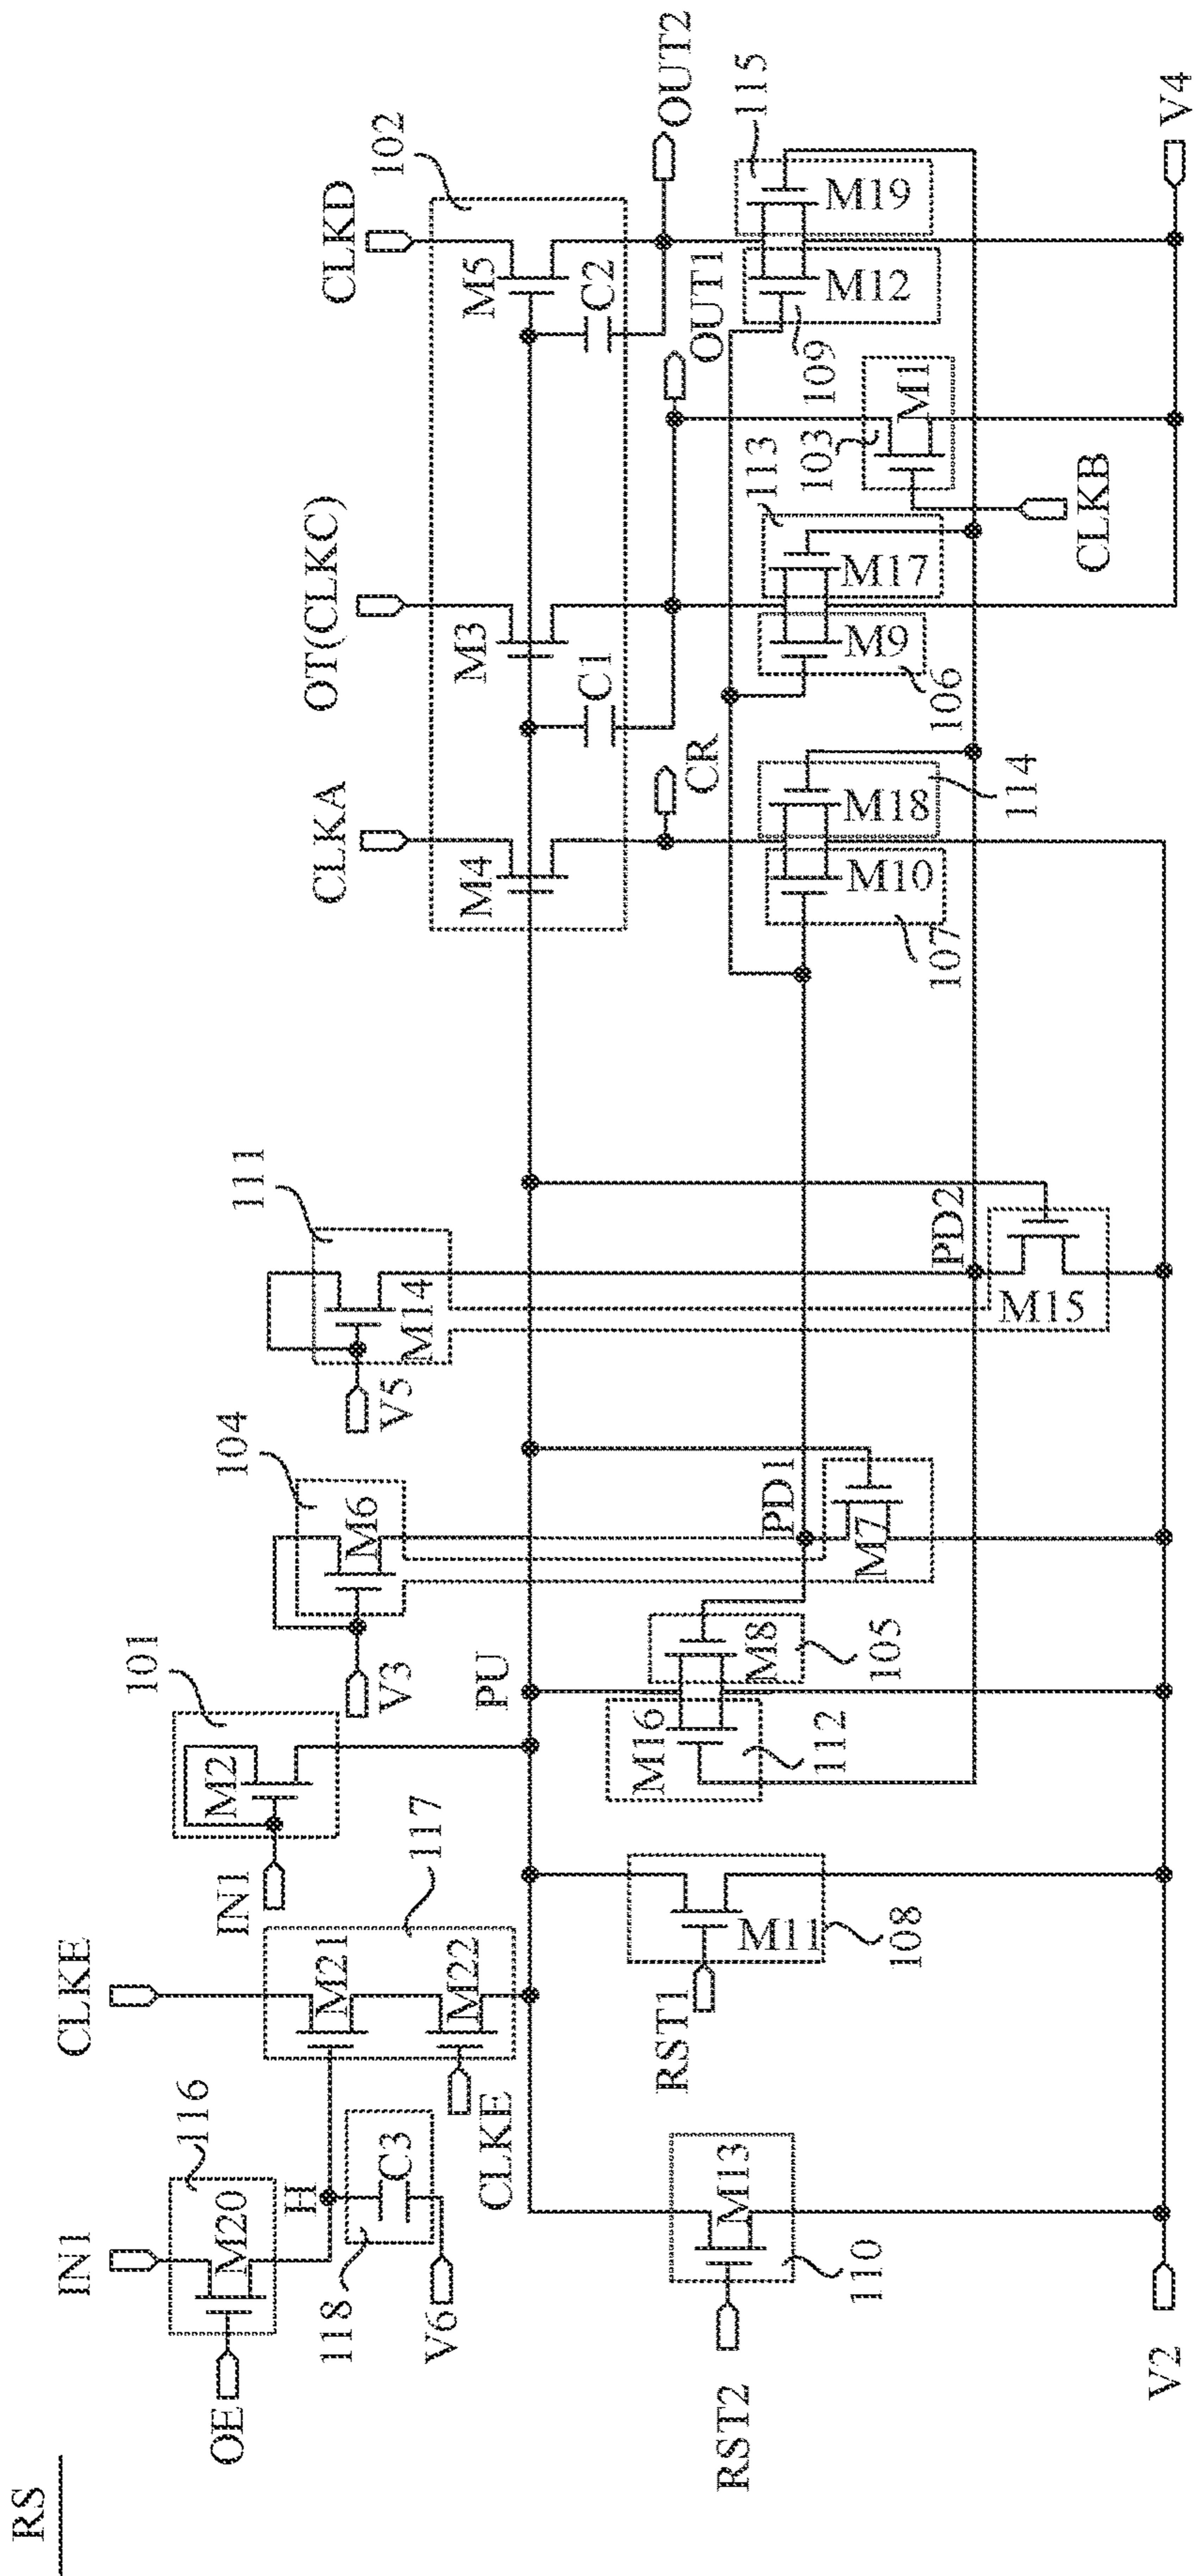 RS
IN1
OE
M20
116
H
118
C3
V6
CLKE
M21
M22
CLKE
117
IN1
M2
101
V3
M6
104
V5
M14
111
PU
CLKA
OT(CLKC)
CLKD
M4
M3
M5
102
C1
C2
CR
OUT1
OUT2
RST2
M13
110
RST1
M11
108
M16
112
M8
105
PD1
M7
PD2
M15
M10
107
M18
114
M9
106
M17
113
103
M1
CLKB
M12
109
M19
115
V2
V4